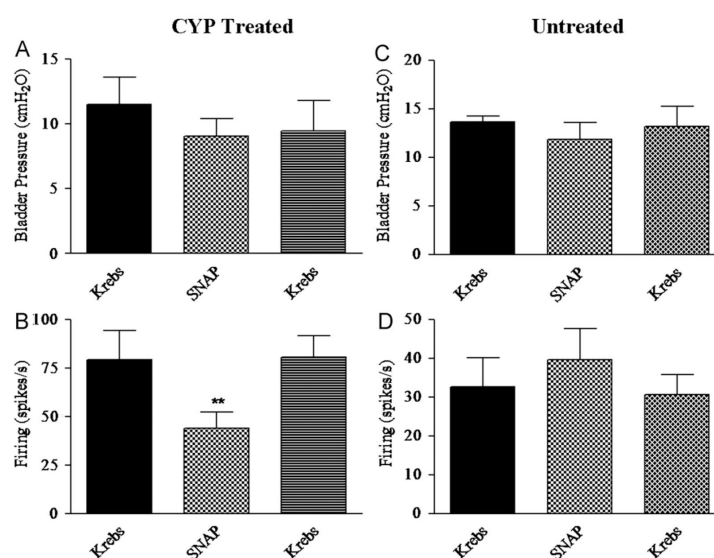 CYP Treated
Untreated
A
Bladder Pressure (cmH₂O)
15
10
5
0
Krebs
SNAP
Krebs
C
Bladder Pressure (cmH₂O)
20
15
10
5
0
Krebs
SNAP
Krebs
B
Firing (spikes/s)
100
75
50
25
0
**
Krebs
SNAP
Krebs
D
Firing (spikes/s)
50
40
30
20
10
0
Krebs
SNAP
Krebs